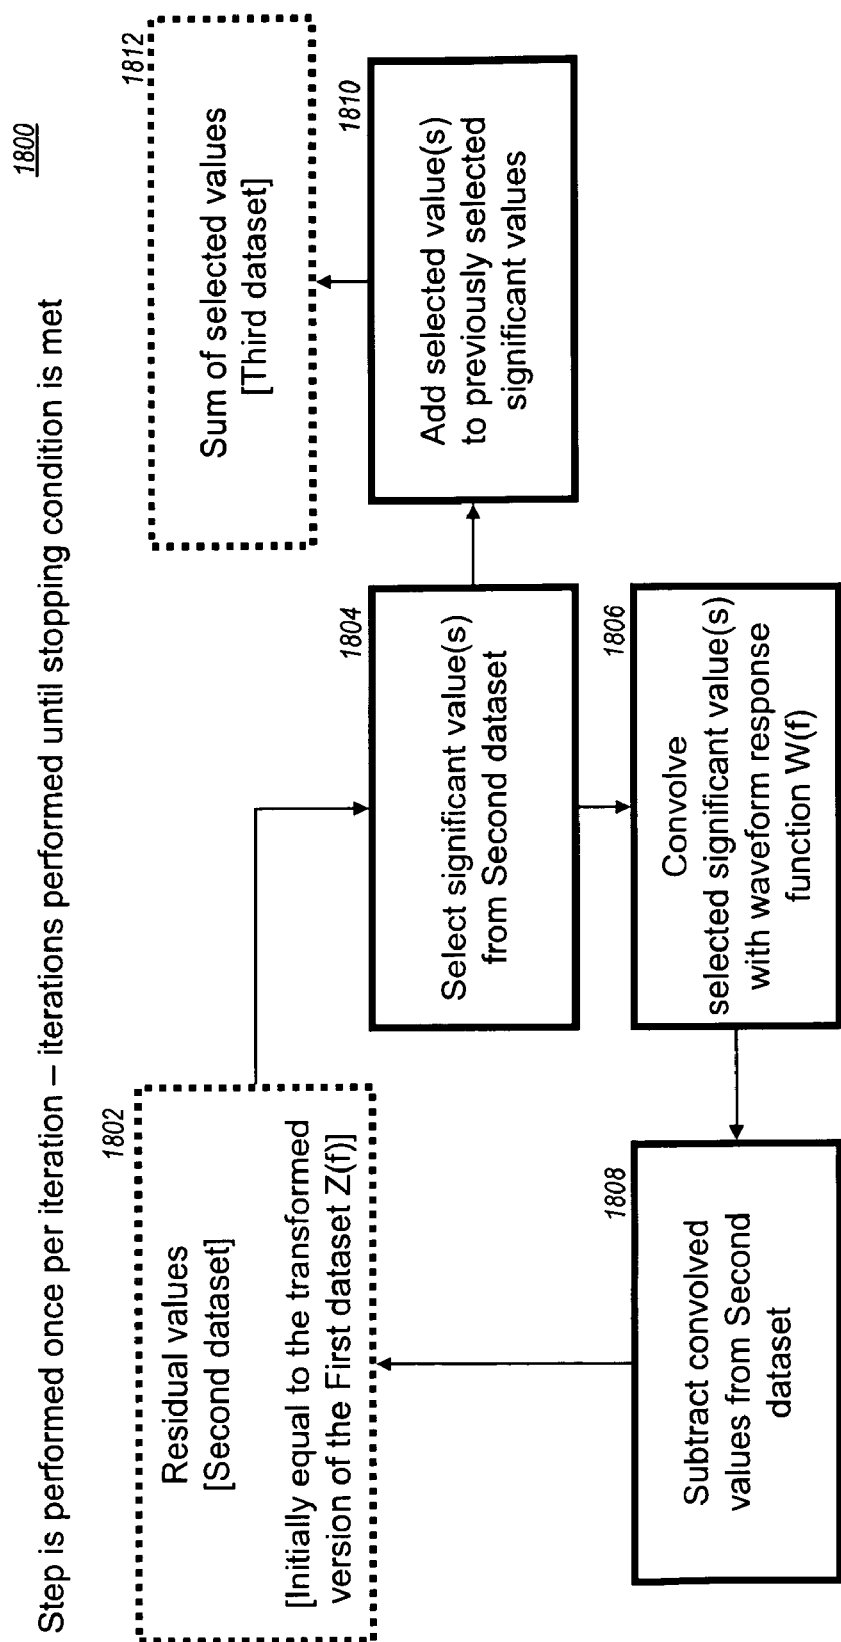 1800
Step is performed once per iteration – iterations performed until stopping condition is met
1802
Residual values
[Second dataset]
[Initially equal to the transformed
version of the First dataset Z(f)]
1804
Select significant value(s)
from Second dataset
1806
Convolve
selected significant value(s)
with waveform response
function W(f)
1808
Subtract convolved
values from Second
dataset
1810
Add selected value(s)
to previously selected
significant values
1812
Sum of selected values
[Third dataset]